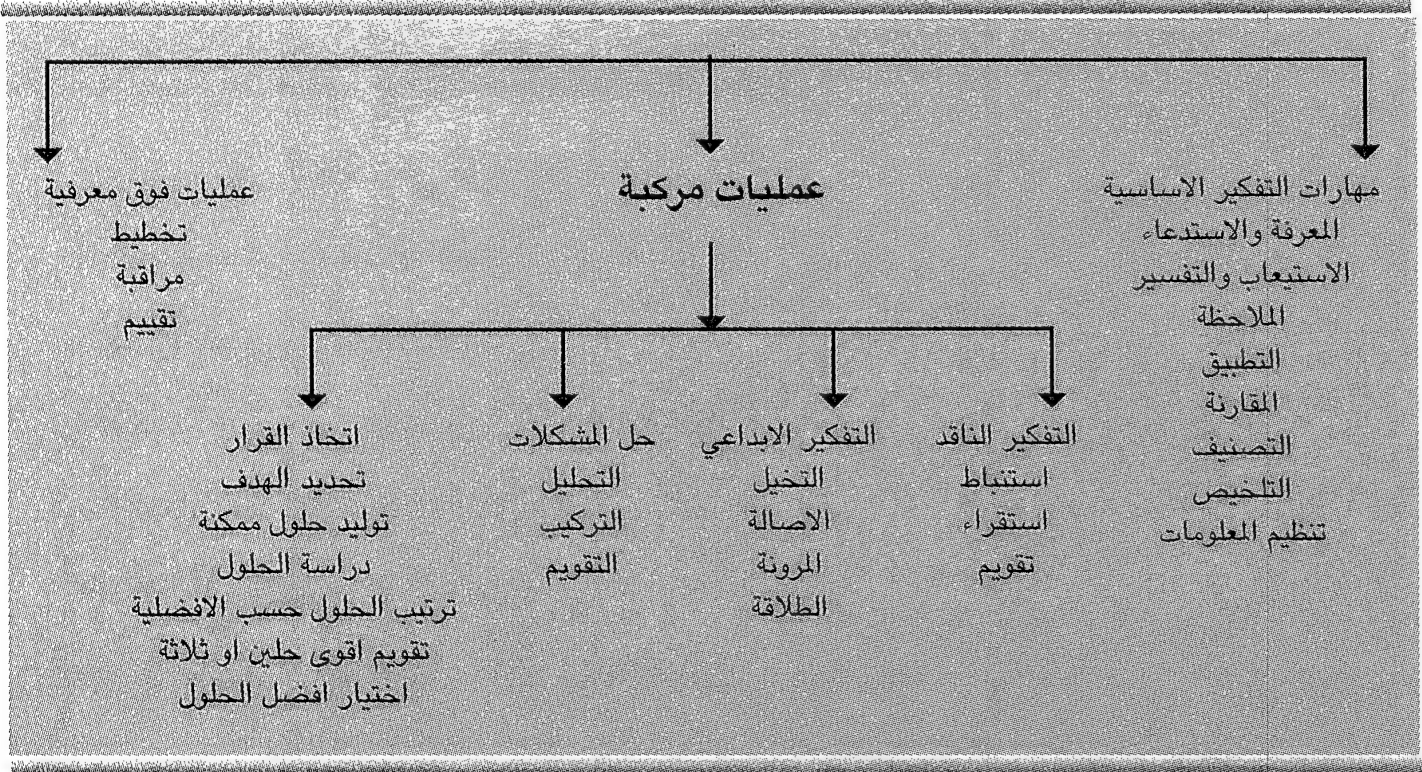 مهارات التفكير الاساسية
المعرفة والاستدعاء
الاستيعاب والتفسير
الملاحظة
التطبيق
المقارنة
التصنيف
التلخيص
تنظيم المعلومات
عمليات مركبة
التفكير الناقد
استنباط
استقراء
تقويم
التفكير الابداعي
التخيل
الاصالة
المرونة
الطلاقة
حل المشكلات
التحليل
التركيب
التقويم
اتخاذ القرار
تحديد الهدف
توليد حلول ممكنة
دراسة الحلول
ترتيب الحلول حسب الافضلية
تقويم اقوى حلين او ثلاثة
اختيار افضل الحلول
عمليات فوق معرفية
تخطيط
مراقبة
تقييم